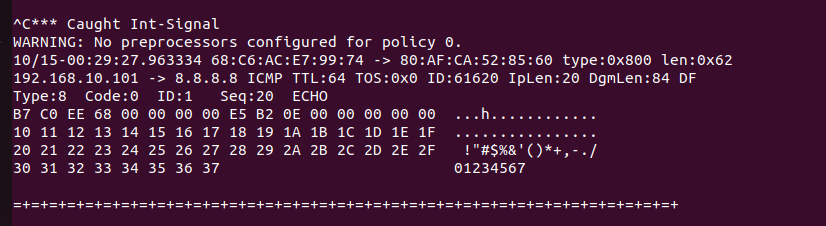 ^C*** Caught Int-Signal
WARNING: No preprocessors configured for policy 0.
10/15-00:29:27.963334 68:C6:AC:E7:99:74 -> 80:AF:CA:52:85:60 type:0x800 len:0x62
192.168.10.101 -> 8.8.8.8 ICMP TTL:64 TOS:0x0 ID:61620 IpLen:20 DgmLen:84 DF
Type:8  Code:0  ID:1   Seq:20  ECHO
B7 C0 EE 68 00 00 00 00 E5 B2 0E 00 00 00 00 00  ...h............
10 11 12 13 14 15 16 17 18 19 1A 1B 1C 1D 1E 1F  ................
20 21 22 23 24 25 26 27 28 29 2A 2B 2C 2D 2E 2F   !"#$%&'()*+,-./
30 31 32 33 34 35 36 37                          01234567
=+=+=+=+=+=+=+=+=+=+=+=+=+=+=+=+=+=+=+=+=+=+=+=+=+=+=+=+=+=+=+=+=+=+=+=+=+